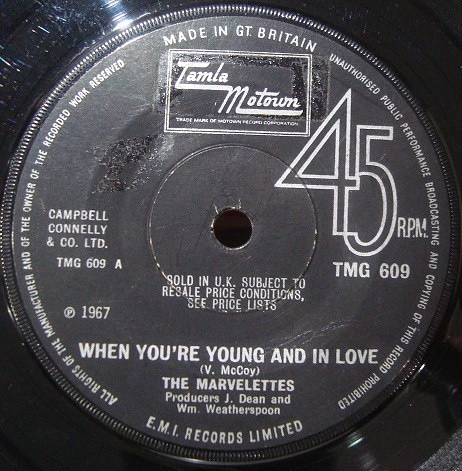 MADE IN GT. BRITAIN
UNAUTHORISED PUBLIC PERFORMANCE BROADCASTING AND COPYING OF THIS RECORD PROHIBITED
ALL RIGHTS OF THE MANUFACTURER AND OF THE OWNER OF THE RECORDED WORK RESERVED
Tamla
Motown
TRADE MARK OF MOTOWN RECORD CORPORATION
45
RPM.
CAMPBELL
CONNELLY
& CO. LTD.
TMG 609 A
TMG 609
SOLD IN U.K. SUBJECT TO
RESALE PRICE CONDITIONS,
SEE PRICE LISTS
℗ 1967
WHEN YOU'RE YOUNG AND IN LOVE
(V. McCoy)
THE MARVELETTES
Producers J. Dean and
Wm. Weatherspoon
E.M.I. RECORDS LIMITED